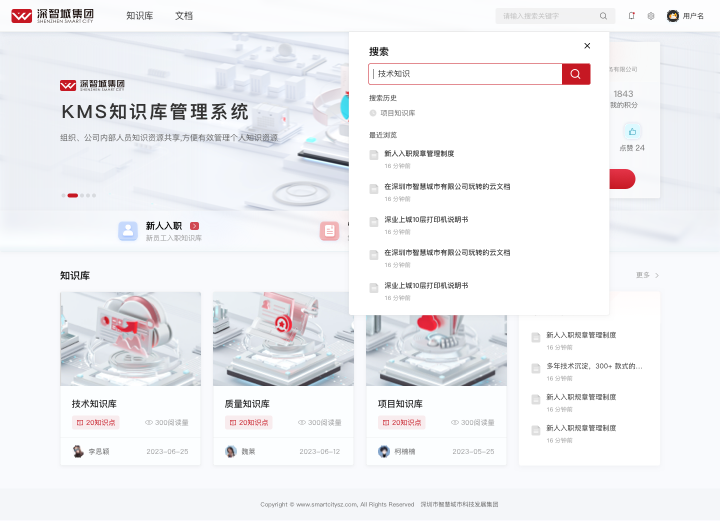 深智城集团
SHENZHEN SMART CITY
知识库
文档
请输入搜索关键字
用户名
深智城集团
SHENZHEN SMART CITY
KMS知识库管理系统
组织、公司内部人员知识资源共享,方便有效管理个人知识资源
搜索
技术知识
搜索历史
项目知识库
最近浏览
新人入职规章管理制度
16 分钟前
在深圳市智慧城市有限公司玩转的云文档
16 分钟前
深业上城10层打印机说明书
16 分钟前
在深圳市智慧城市有限公司玩转的云文档
16 分钟前
深业上城10层打印机说明书
16 分钟前
有限公司
1843
我的积分
点赞 24
新人入职
新员工入职知识库
知识库
更多
技术知识库
20知识点
300阅读量
李思颖
2023-06-25
质量知识库
20知识点
300阅读量
魏莱
2023-06-12
项目知识库
20知识点
300阅读量
柯楠楠
2023-05-25
新人入职规章管理制度
16 分钟前
多年技术沉淀，300+ 款式的...
16 分钟前
新人入职规章管理制度
16 分钟前
新人入职规章管理制度
16 分钟前
Copyright © www.smartcitysz.com, All Rights Reserved 深圳市智慧城市科技发展集团